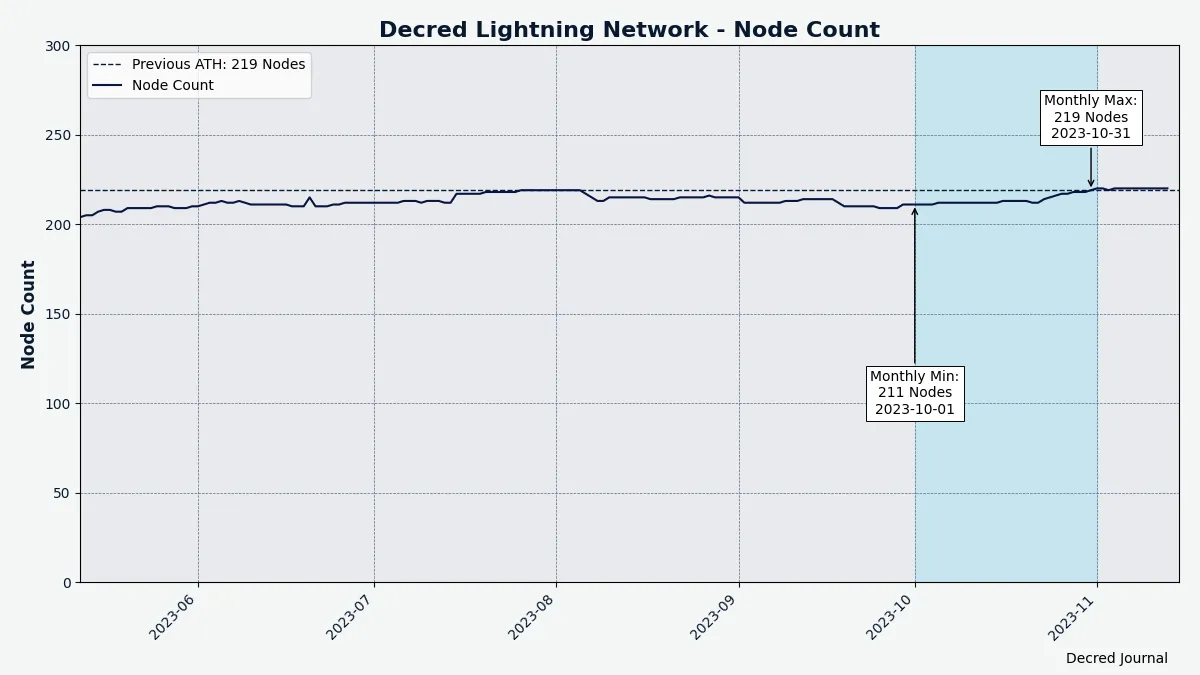 Decred Lightning Network - Node Count
Previous ATH: 219 Nodes
Node Count
Monthly Max:
219 Nodes
2023-10-31
Monthly Min:
211 Nodes
2023-10-01
Node Count
300
250
200
150
100
50
0
2023-06
2023-07
2023-08
2023-09
2023-10
2023-11
Decred Journal